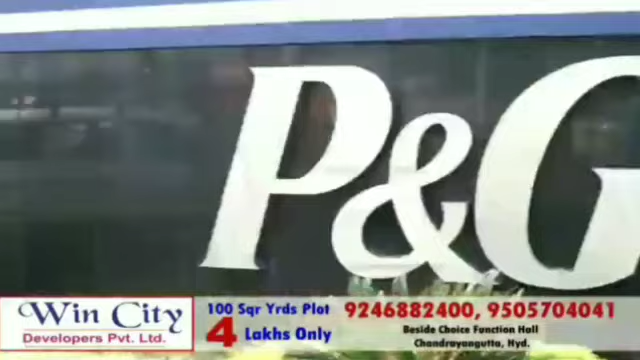 P&G
Win City
Developers Pvt. Ltd.
100 Sqr Yrds Plot
4 Lakhs Only
9246882400, 9505704041
Beside Choice Function Hall
Chandrayangutta, Hyd.